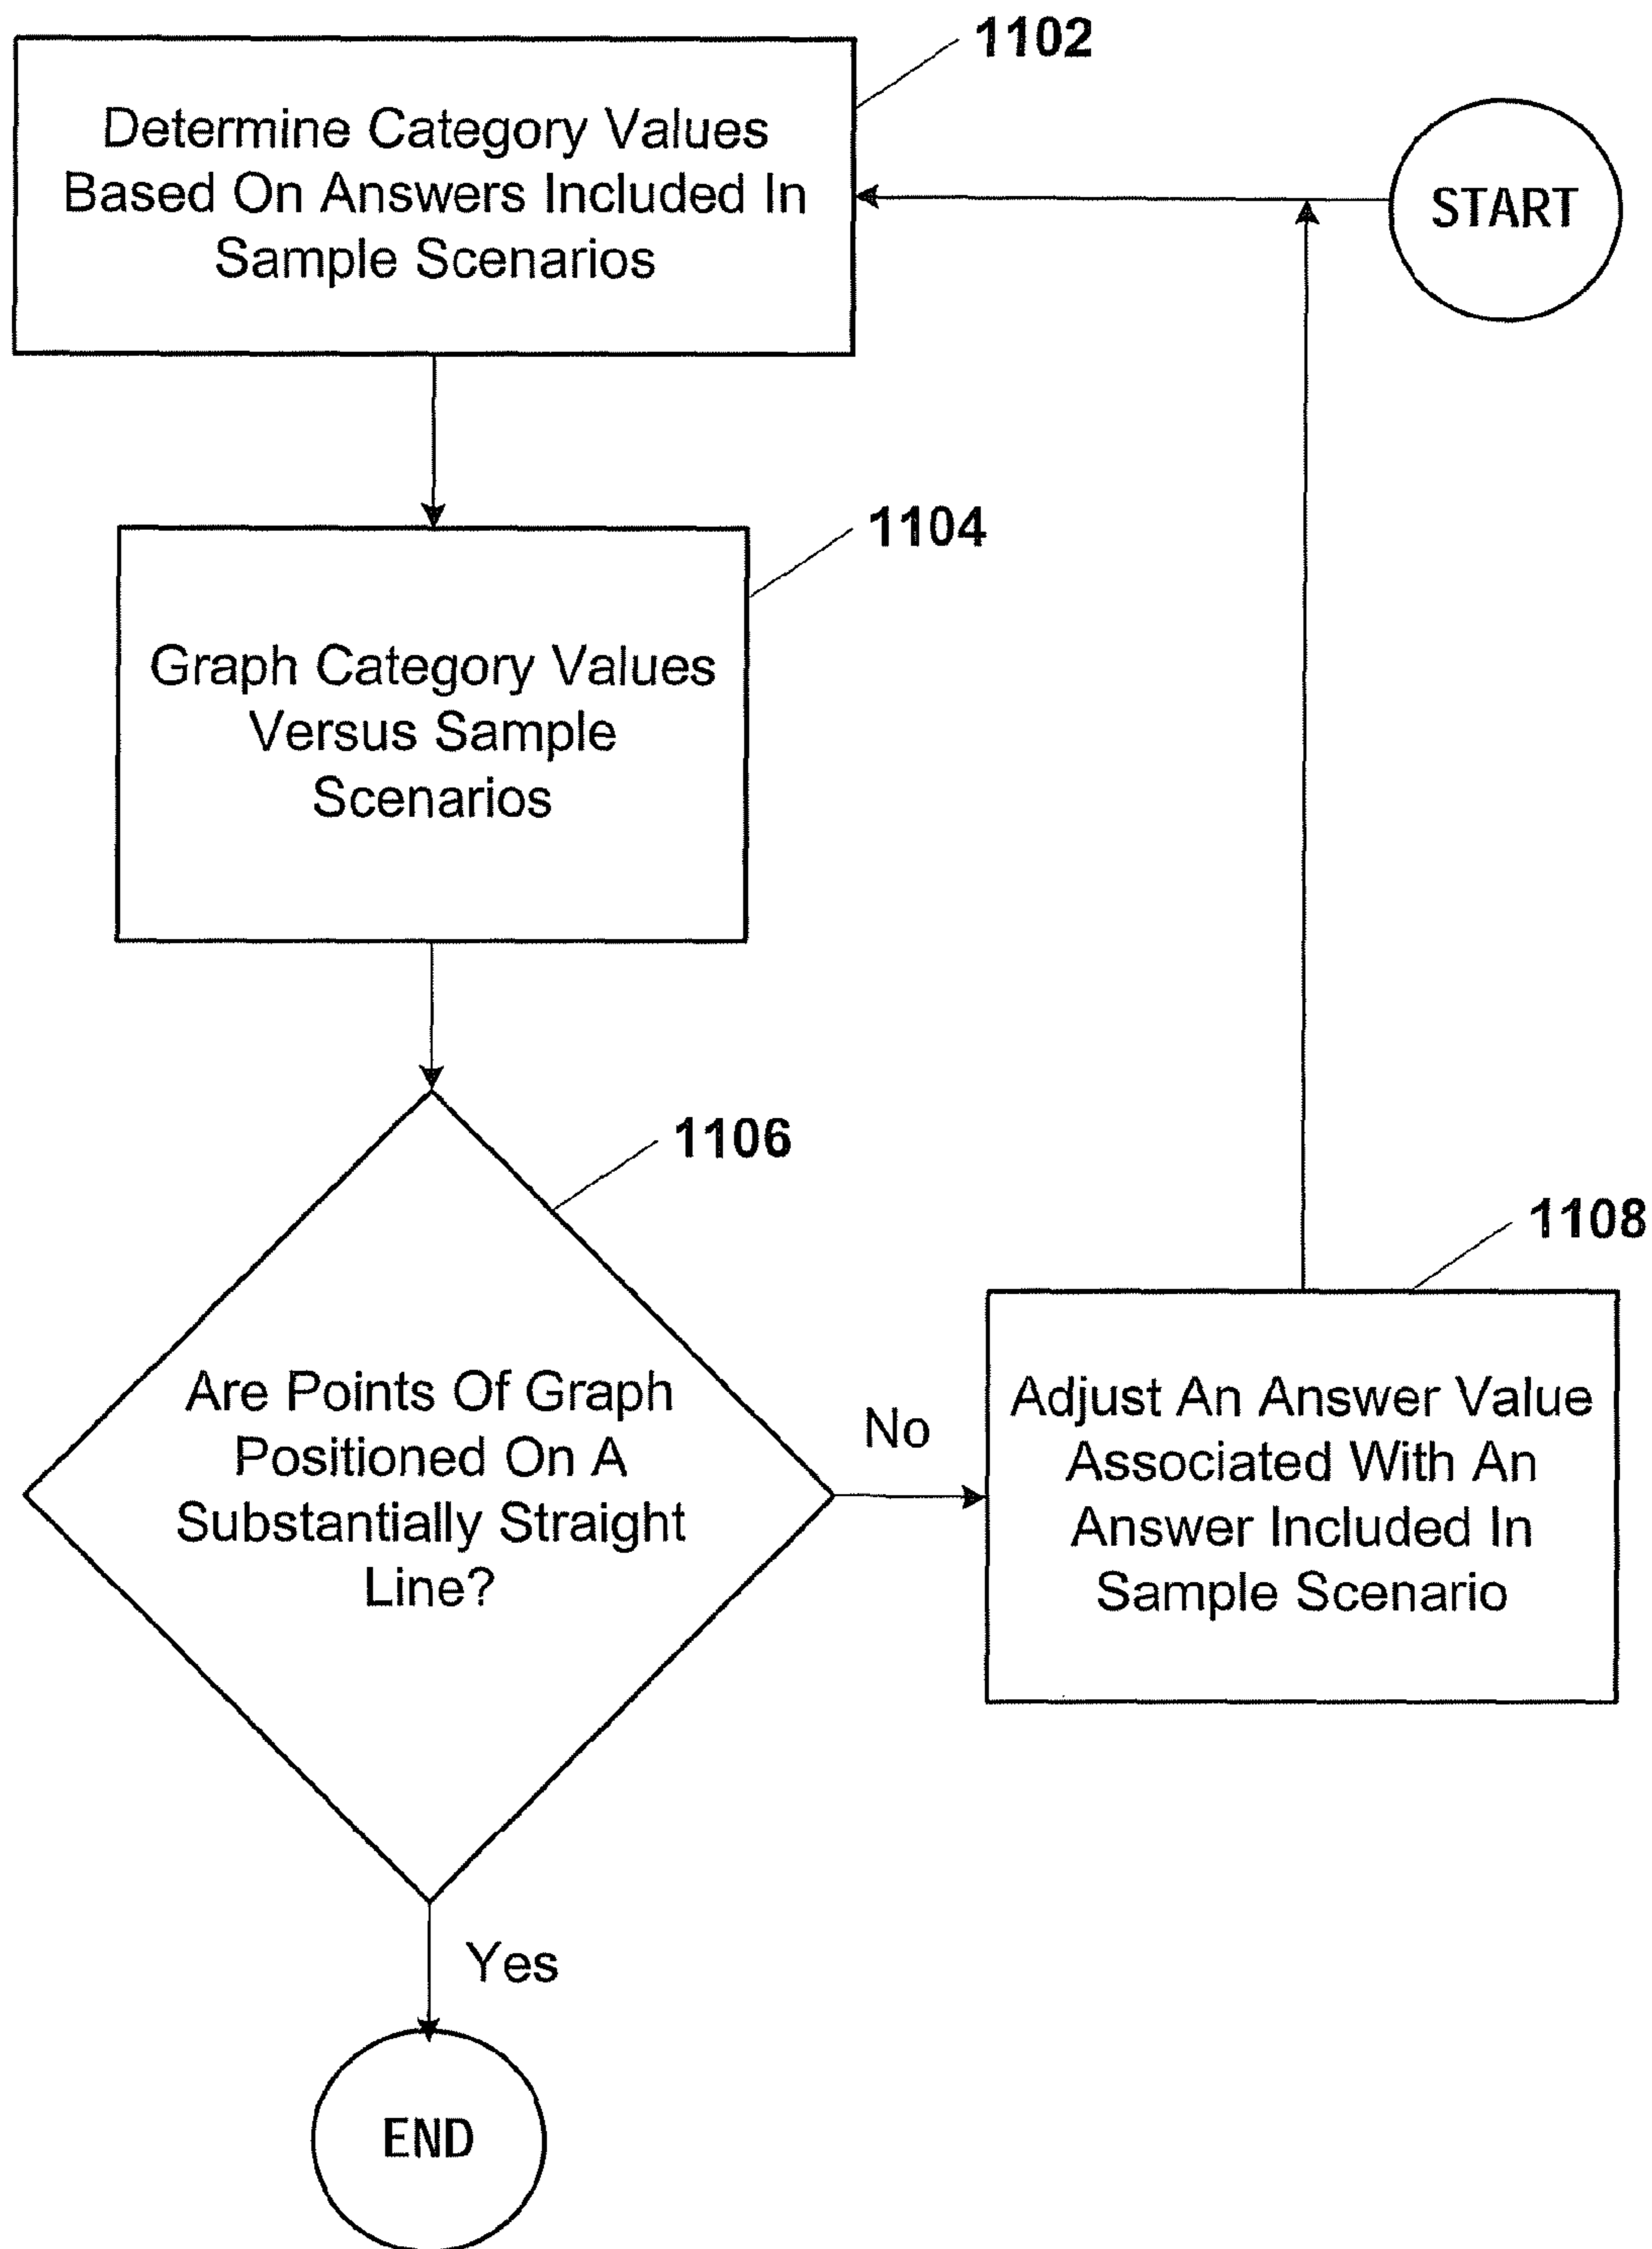 1102
Determine Category Values
Based On Answers Included In
Sample Scenarios
START
1104
Graph Category Values
Versus Sample
Scenarios
1106
Are Points Of Graph
Positioned On A
Substantially Straight
Line?
No
1108
Adjust An Answer Value
Associated With An
Answer Included In
Sample Scenario
Yes
END